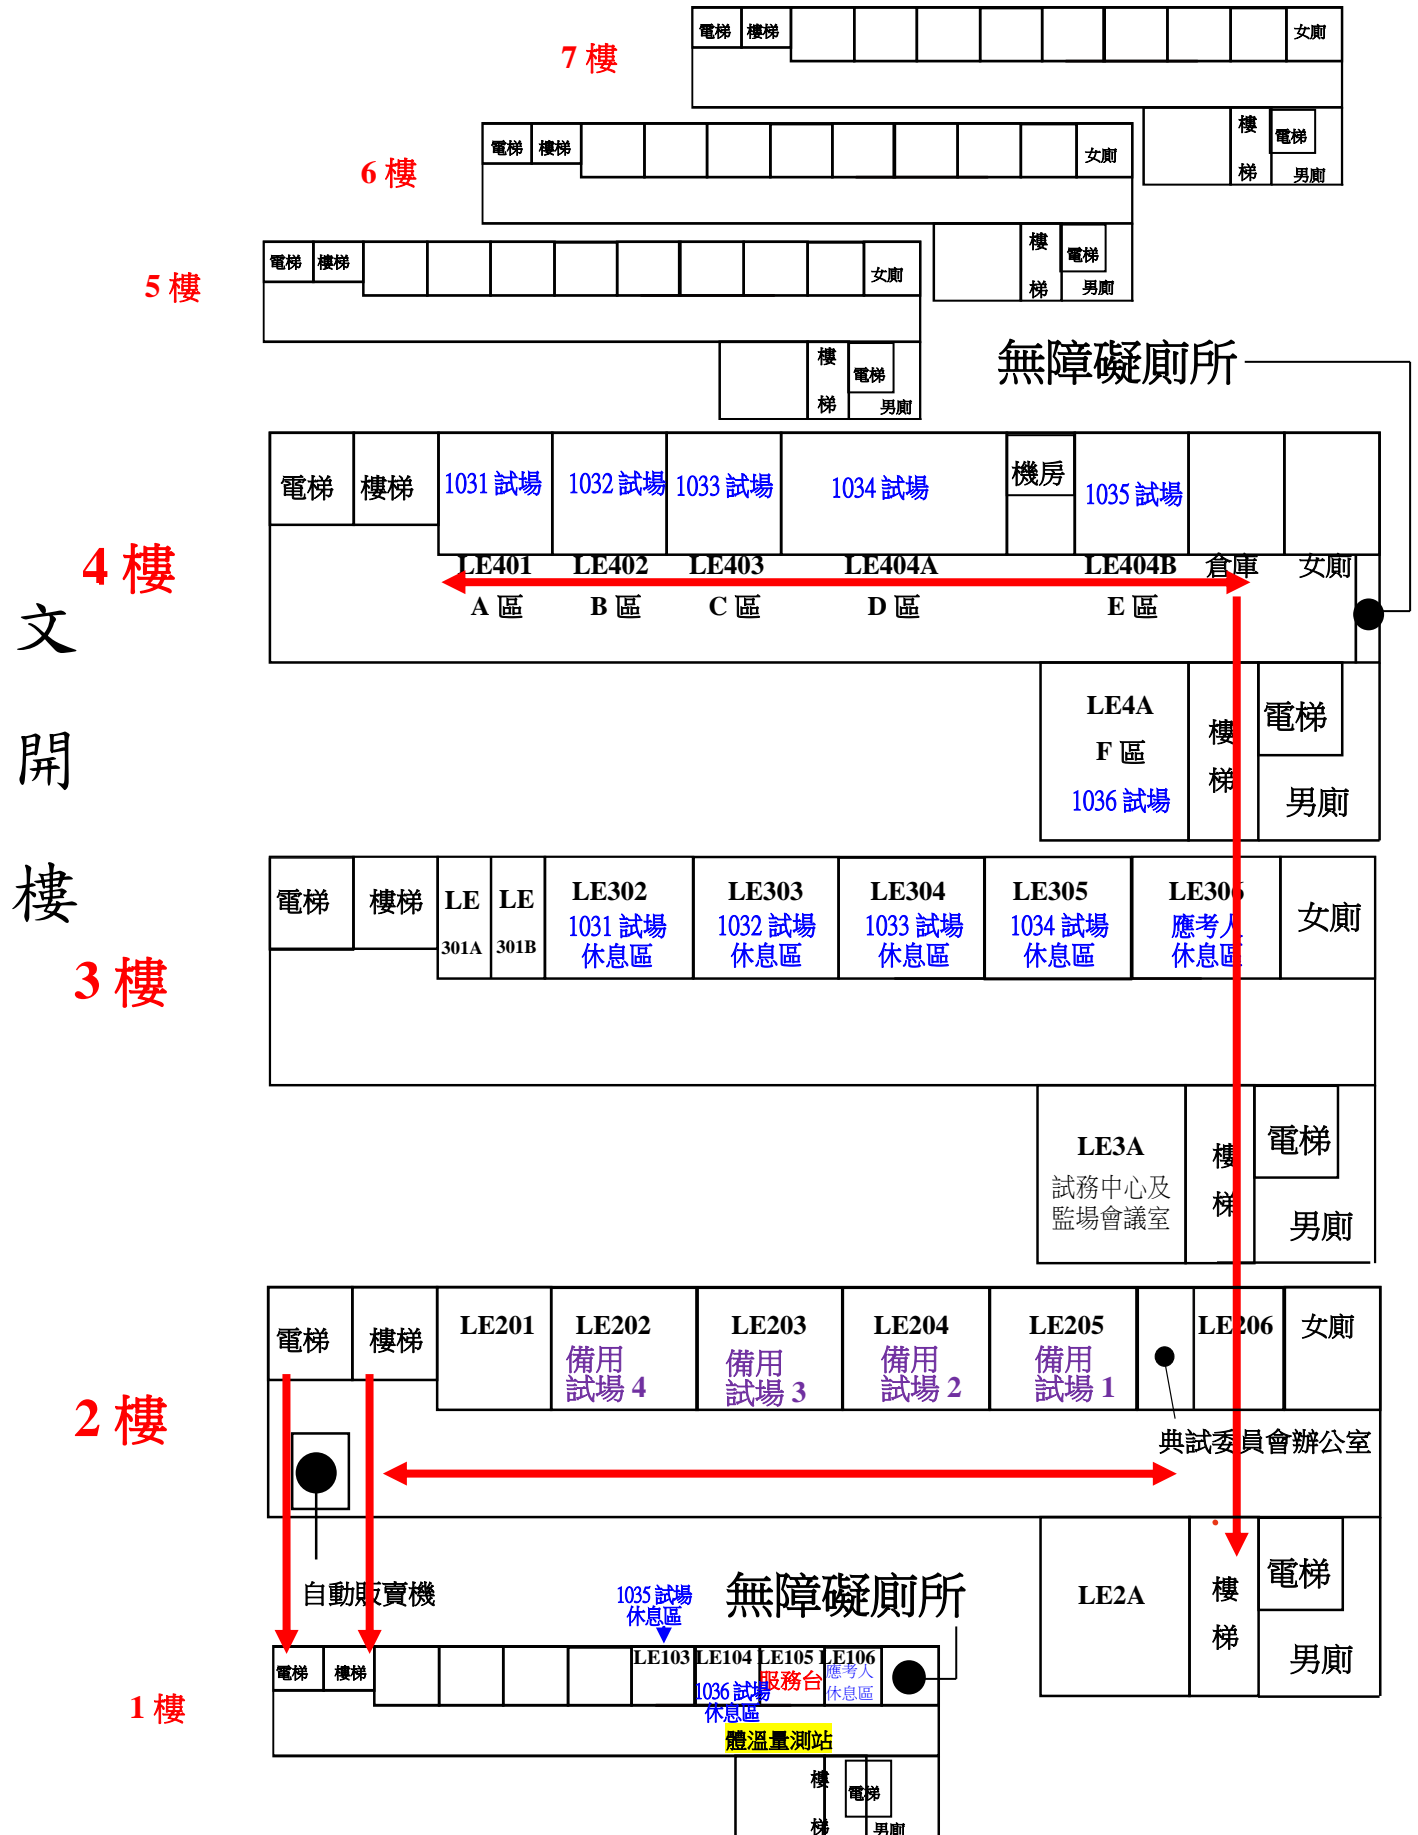 電梯 樓梯 女廁
7 樓
樓 電梯
梯 男廁
電梯 樓梯 女廁
6 樓
樓 電梯
梯 男廁
電梯 樓梯 女廁
5 樓
樓 電梯
梯 男廁
無障礙廁所
電梯 樓梯 1031 試場 1032 試場 1033 試場 1034 試場 機房 1035 試場
4 樓
LE401 LE402 LE403 LE404A LE404B 倉庫 女廁
A 區 B 區 C 區 D 區 E 區
文
開
樓
LE4A
F 區
1036 試場
樓
梯
電梯
男廁
電梯 樓梯
LE
301A
LE
301B
LE302
1031 試場
休息區
LE303
1032 試場
休息區
LE304
1033 試場
休息區
LE305
1034 試場
休息區
LE306
應考人
休息區
女廁
3 樓
LE3A
試務中心及
監場會議室
樓
梯
電梯
男廁
電梯 樓梯 LE201
LE202
備用
試場 4
LE203
備用
試場 3
LE204
備用
試場 2
LE205
備用
試場 1
LE206
女廁
2 樓
典試委員會辦公室
自動販賣機
LE2A
樓
梯
電梯
男廁
1035 試場
休息區
無障礙廁所
電梯 樓梯
LE103
LE104
1036 試場
休息區
LE105
服務台
LE106
應考人
休息區
1 樓
體溫量測站
樓
梯
電梯
男廁